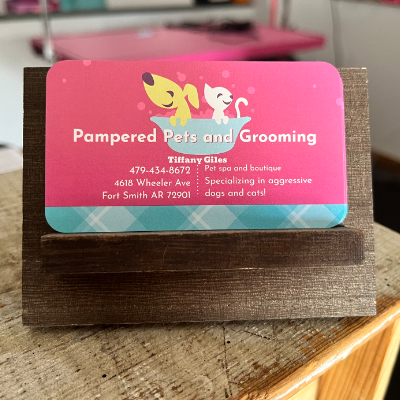 Pampered Pets and Grooming
Tiffany Giles
479-434-8672
4618 Wheeler Ave
Fort Smith AR 72901
Pet spa and boutique
Specializing in aggressive
dogs and cats!